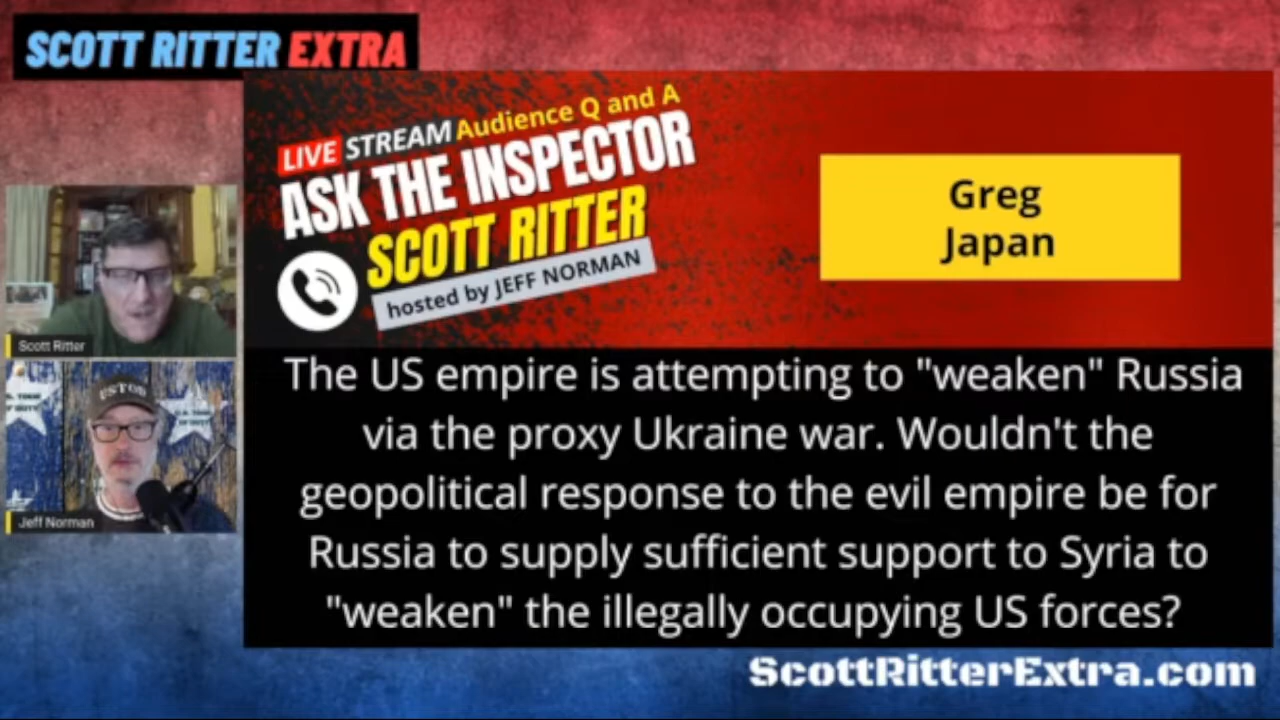 SCOTT RITTER EXTRA
LIVE STREAM Audience Q and A
ASK THE INSPECTOR
SCOTT RITTER
hosted by JEFF NORMAN
Greg
Japan
Scott Ritter
Jeff Norman
The US empire is attempting to "weaken" Russia
via the proxy Ukraine war. Wouldn't the
geopolitical response to the evil empire be for
Russia to supply sufficient support to Syria to
"weaken" the illegally occupying US forces?
ScottRitterExtra.com